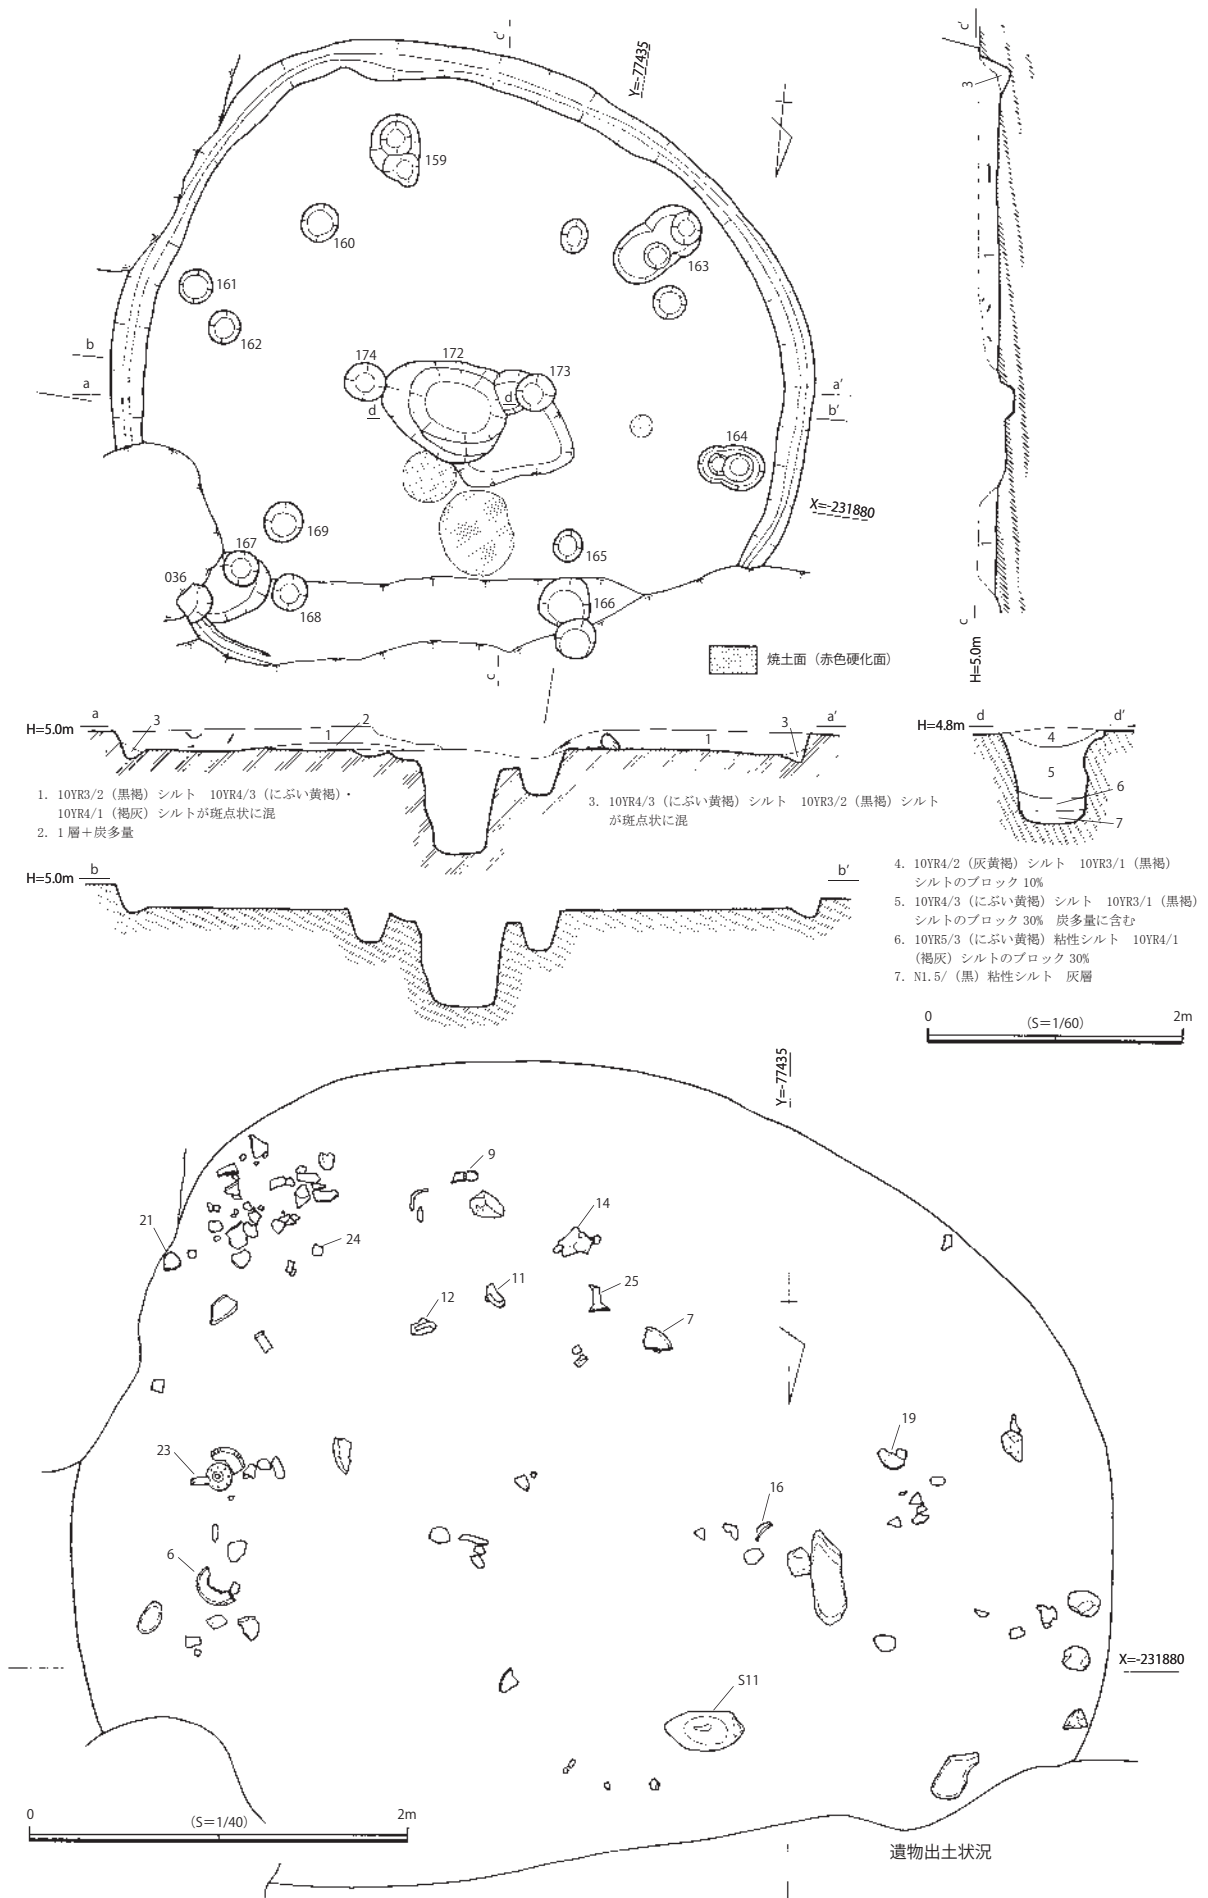 c'
Y=-77435
c'
3
159
160
163
161
162
1
b
a
174
172
173
d
d
a'
b'
164
X=-231880
169
167
165
1
036
168
166
c
c
H=5.0m
焼土面（赤色硬化面）
H=5.0m
a
3
2
1
3
a'
1
H=4.8m
d
d'
4
5
6
7
1. 10YR3/2（黒褐）シルト　10YR4/3（にぶい黄褐）・
10YR4/1（褐灰）シルトが斑点状に混
2. 1層＋炭多量
3. 10YR4/3（にぶい黄褐）シルト　10YR3/2（黒褐）シルト
が斑点状に混
H=5.0m
b
b'
4. 10YR4/2（灰黄褐）シルト　10YR3/1（黒褐）
シルトのブロック10%
5. 10YR4/3（にぶい黄褐）シルト　10YR3/1（黒褐）
シルトのブロック30%　炭多量に含む
6. 10YR5/3（にぶい黄褐）粘性シルト　10YR4/1
（褐灰）シルトのブロック30%
7. N1.5/（黒）粘性シルト　灰層
0
（S＝1/60）
2m
Y=-77435
9
14
21
24
11
25
12
7
19
23
16
6
X=-231880
S11
0
（S＝1/40）
2m
遺物出土状況